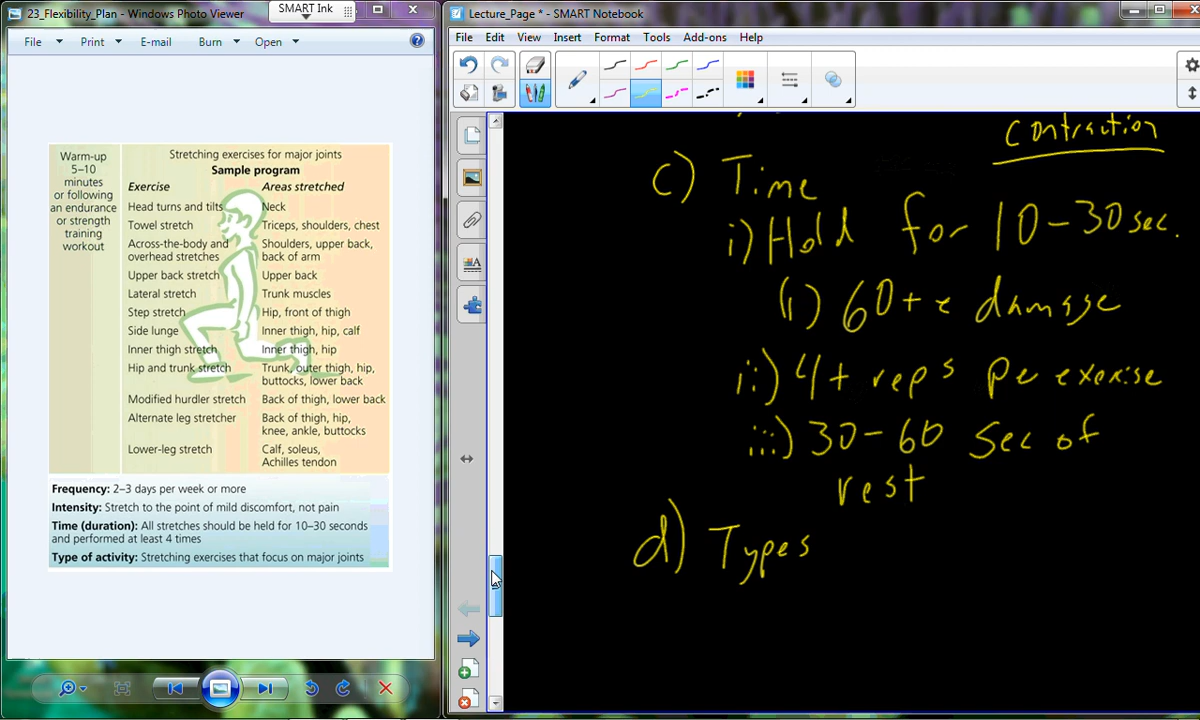 23_Flexibility_Plan - Windows Photo Viewer
SMART Ink
File Print E-mail Burn Open
Warm-up
5–10
minutes
or following
an endurance
or strength
training
workout
Stretching exercises for major joints
Sample program
Exercise Areas stretched
Head turns and tilts Neck
Towel stretch Triceps, shoulders, chest
Across-the-body and Shoulders, upper back,
overhead stretches back of arm
Upper back stretch Upper back
Lateral stretch Trunk muscles
Step stretch Hip, front of thigh
Side lunge Inner thigh, hip, calf
Inner thigh stretch Inner thigh, hip
Hip and trunk stretch Trunk, outer thigh, hip,
buttocks, lower back
Modified hurdler stretch Back of thigh, lower back
Alternate leg stretcher Back of thigh, hip,
knee, ankle, buttocks
Lower-leg stretch Calf, soleus,
Achilles tendon
Frequency: 2–3 days per week or more
Intensity: Stretch to the point of mild discomfort, not pain
Time (duration): All stretches should be held for 10–30 seconds
and performed at least 4 times
Type of activity: Stretching exercises that focus on major joints
Lecture_Page * - SMART Notebook
File Edit View Insert Format Tools Add-ons Help
contraction
c) Time
i) Hold for 10-30 sec.
(i) 60+ damage
ii) 4+ reps per exercise
iii) 30-60 sec of
rest
d) Types